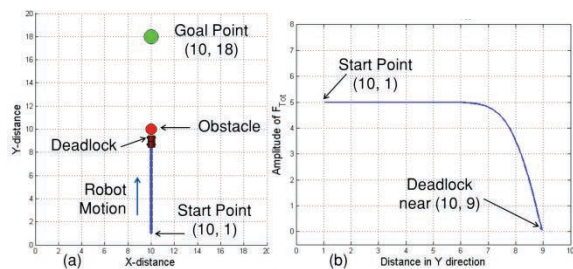 20
18
16
14
12
10
8
6
4
2
0
Y-distance
Goal Point
(10, 18)
Obstacle
Deadlock
Robot
Motion
Start Point
(10, 1)
0 2 4 6 8 10 12 14 16 18 20
(a) X-distance
8
7
6
5
4
3
2
1
0
Amplitude of F_Tot
Start Point
(10, 1)
Deadlock
near (10, 9)
0 1 2 3 4 5 6 7 8 9 10
(b) Distance in Y direction